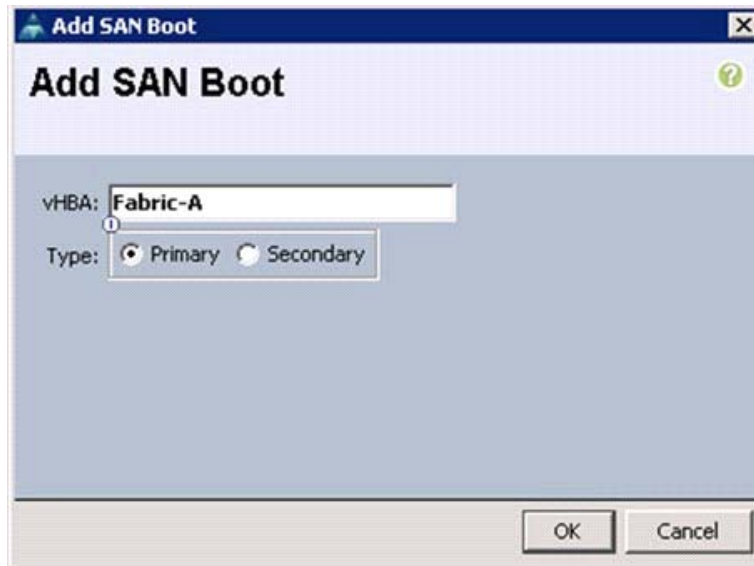 Add SAN Boot
Add SAN Boot
vHBA: Fabric-A
Type: Primary Secondary
OK Cancel